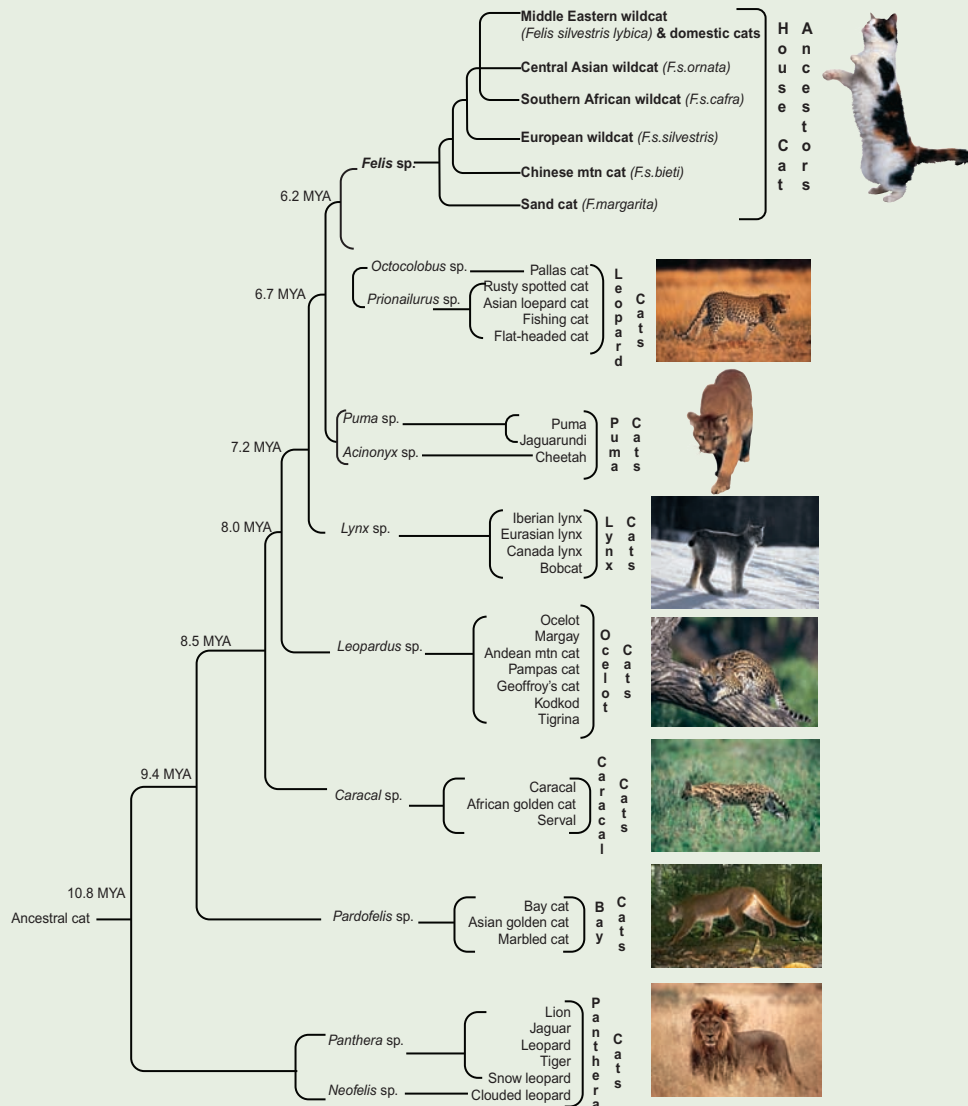 Middle Eastern wildcat
(Felis silvestris lybica) & domestic cats
Central Asian wildcat (F.s.ornata)
Southern African wildcat (F.s.cafra)
European wildcat (F.s.silvestris)
Chinese mtn cat (F.s.bieti)
Sand cat (F.margarita)
House Cat
Ancestors
Felis sp.
6.2 MYA
6.7 MYA
Octocolobus sp.
Pallas cat
Prionailurus sp.
Rusty spotted cat
Asian loepard cat
Fishing cat
Flat-headed cat
Leopard
Cats
7.2 MYA
Puma sp.
Puma
Jaguarundi
Acinonyx sp.
Cheetah
Puma
Cats
8.0 MYA
Lynx sp.
Iberian lynx
Eurasian lynx
Canada lynx
Bobcat
Lynx
Cats
8.5 MYA
Leopardus sp.
Ocelot
Margay
Andean mtn cat
Pampas cat
Geoffroy's cat
Kodkod
Tigrina
Ocelot
Cats
9.4 MYA
Caracal sp.
Caracal
African golden cat
Serval
Caracal
Cats
10.8 MYA
Ancestral cat
Pardofelis sp.
Bay cat
Asian golden cat
Marbled cat
Bay
Cats
Panthera sp.
Lion
Jaguar
Leopard
Tiger
Snow leopard
Neofelis sp.
Clouded leopard
Panthera
Cats